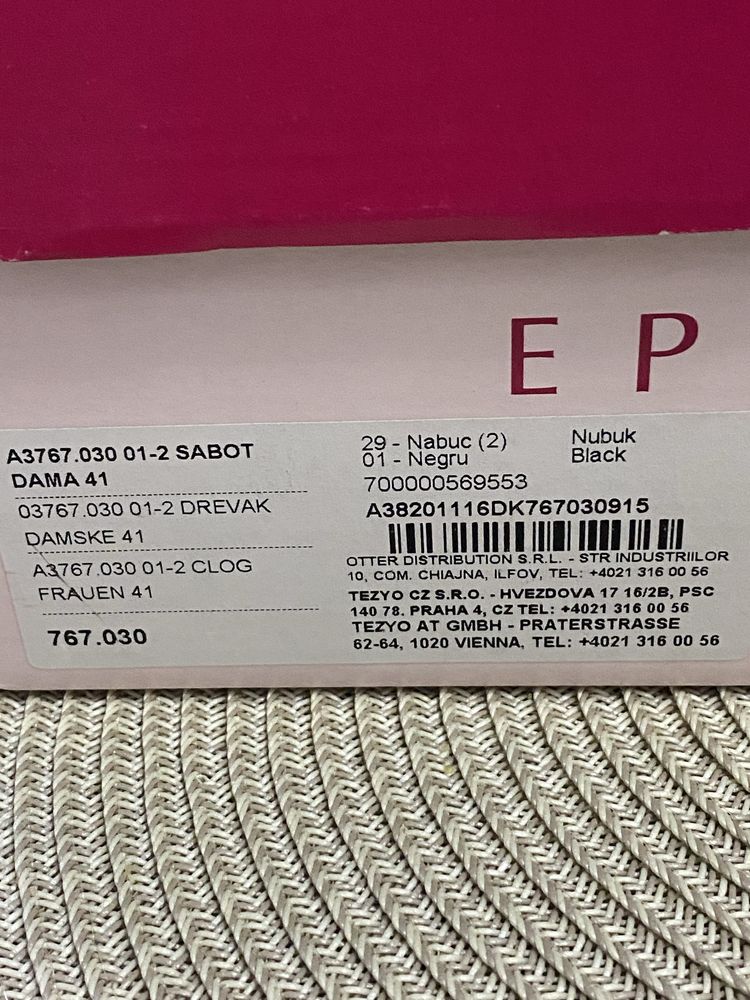 E P
A3767.030 01-2 SABOT
DAMA 41
03767.030 01-2 DREVAK
DAMSKE 41
A3767.030 01-2 CLOG
FRAUEN 41
767.030
29 - Nabuc (2) Nubuk
01 - Negru Black
700000569553
A38201116DK767030915
OTTER DISTRIBUTION S.R.L. - STR INDUSTRIILOR
10, COM. CHIAJNA, ILFOV, TEL: +4021 316 00 56
TEZYO CZ S.R.O. - HVEZDOVA 17 16/2B, PSC
140 78. PRAHA 4, CZ TEL: +4021 316 00 56
TEZYO AT GMBH - PRATERSTRASSE
62-64, 1020 VIENNA, TEL: +4021 316 00 56